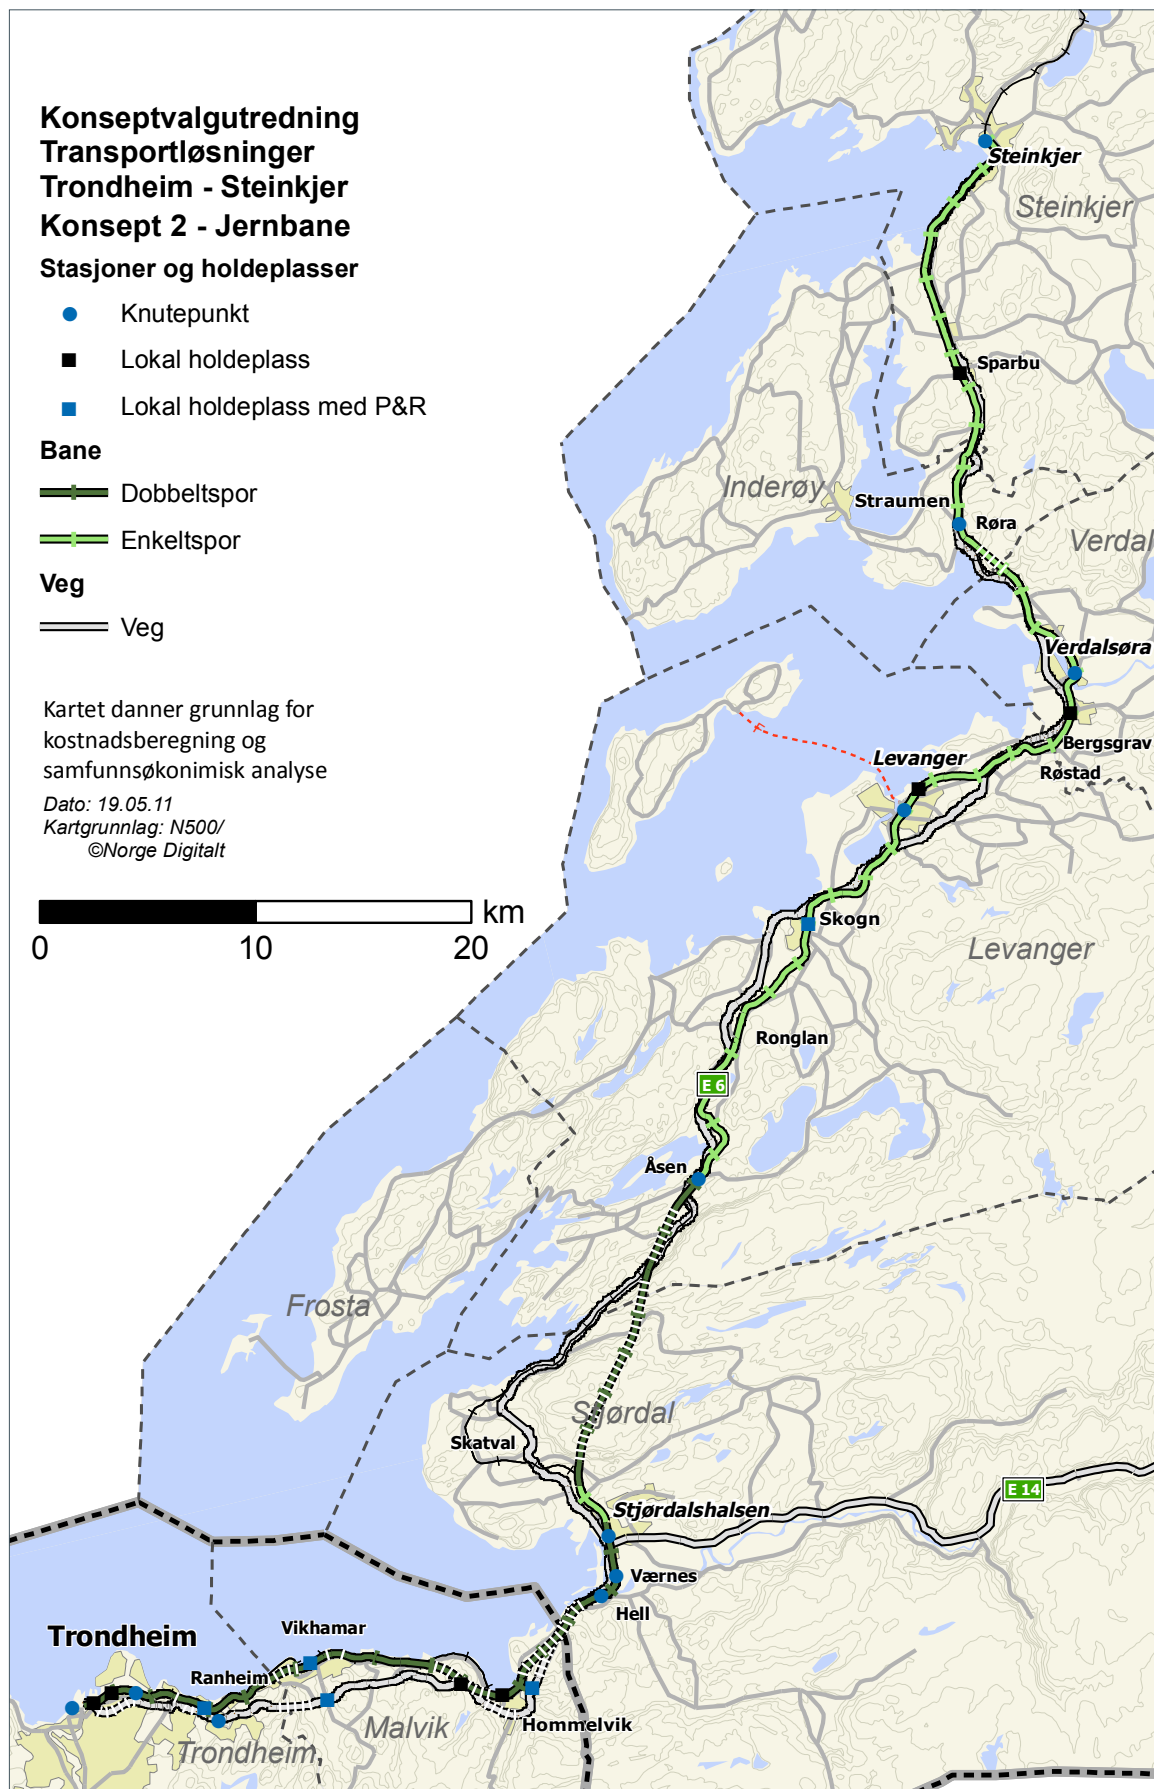 Konseptvalgutredning
Transportløsninger
Trondheim - Steinkjer
Konsept 2 - Jernbane
Stasjoner og holdeplasser
Knutepunkt
Lokal holdeplass
Lokal holdeplass med P&R
Bane
Dobbeltspor
Enkeltspor
Veg
Veg
Kartet danner grunnlag for
kostnadsberegning og
samfunnsøkonimisk analyse
Dato: 19.05.11
Kartgrunnlag: N500/
©Norge Digitalt
km
0 10 20
Steinkjer
Steinkjer
Sparbu
Inderøy
Straumen
Røra
Verdal
Verdalsøra
Bergsgrav
Levanger
Røstad
Skogn
Levanger
Ronglan
E 6
Åsen
Frosta
Stjørdal
Skatval
E 14
Stjørdalshalsen
Værnes
Hell
Vikhamar
Trondheim
Ranheim
Hommelvik
Malvik
Trondheim